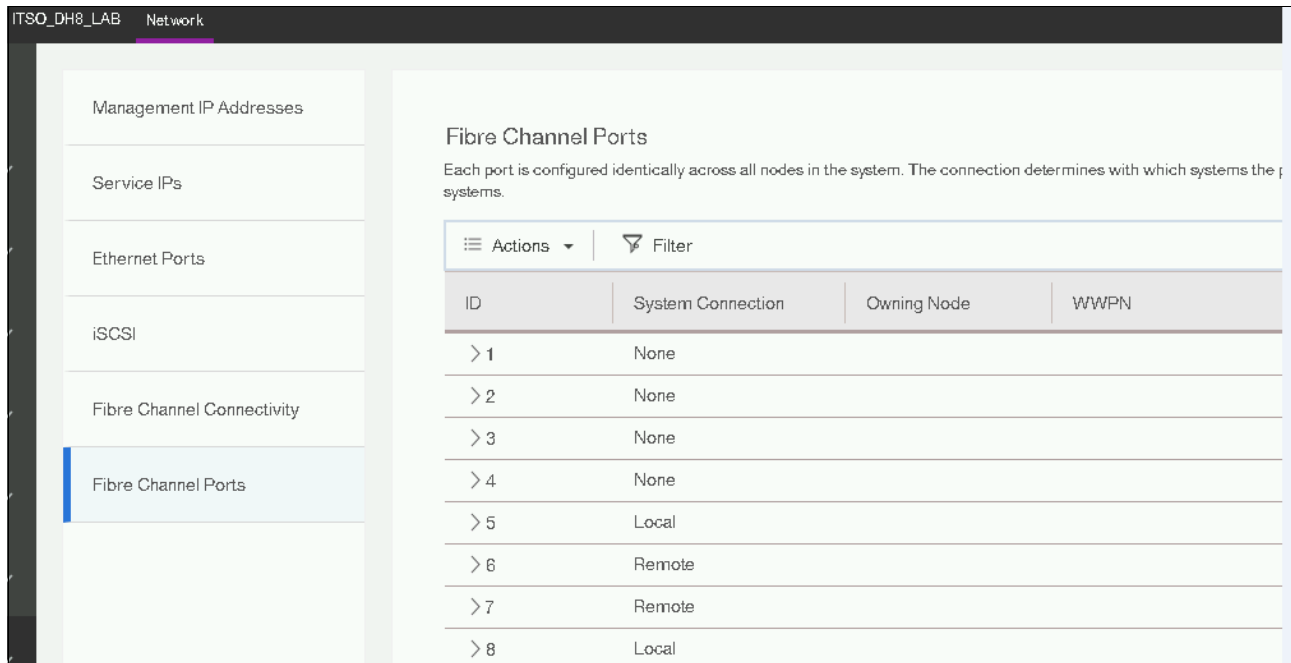 ITSO_DH8_LAB Network
Management IP Addresses
Service IPs
Ethernet Ports
iSCSI
Fibre Channel Connectivity
Fibre Channel Ports
Fibre Channel Ports
Each port is configured identically across all nodes in the system. The connection determines with which systems the
systems.
Actions Filter
ID System Connection Owning Node WWPN
1 None
2 None
3 None
4 None
5 Local
6 Remote
7 Remote
8 Local